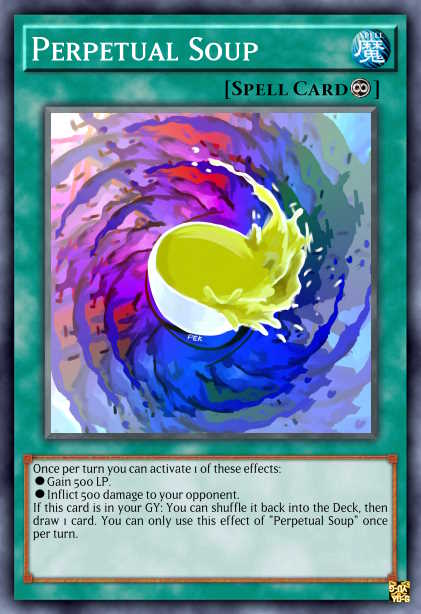 Perpetual Soup
SPELL
魔
[Spell Card]
PEK
Once per turn you can activate 1 of these effects:
●Gain 500 LP.
●Inflict 500 damage to your opponent.
If this card is in your GY: You can shuffle it back into the Deck, then
draw 1 card. You can only use this effect of "Perpetual Soup" once
per turn.